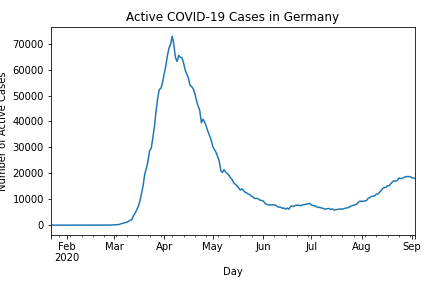 Active COVID-19 Cases in Germany
Number of Active Cases
70000
60000
50000
40000
30000
20000
10000
0
Feb Mar Apr May Jun Jul Aug Sep
2020
Day